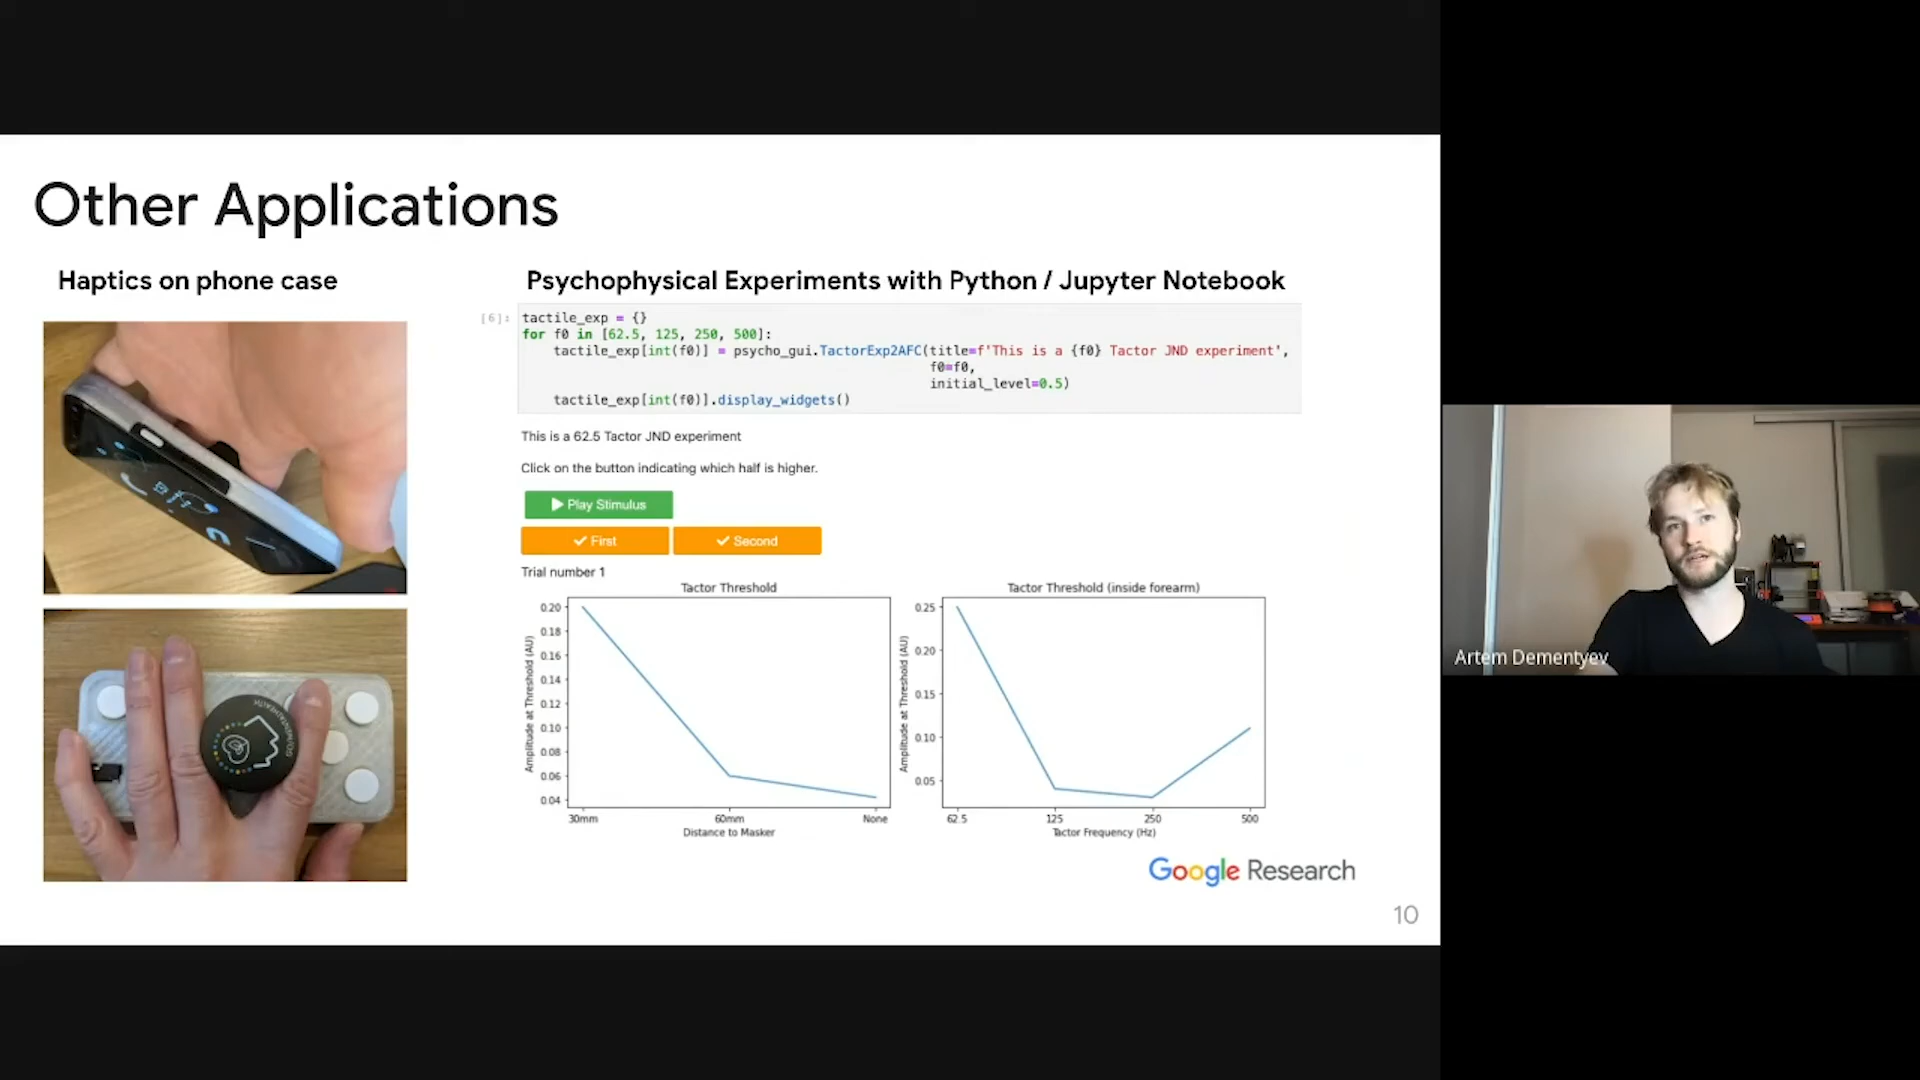 Other Applications
Haptics on phone case
Psychophysical Experiments with Python / Jupyter Notebook
[6]: tactile_exp = {}
for f0 in [62.5, 125, 250, 500]:
tactile_exp[int(f0)] = psycho_gui.TactorExp2AFC(title=f'This is a {f0} Tactor JND experiment',
f0=f0,
initial_level=0.5)
tactile_exp[int(f0)].display_widgets()
This is a 62.5 Tactor JND experiment
Click on the button indicating which half is higher.
Play Stimulus
First Second
Trial number 1
Tactor Threshold
Amplitude at Threshold (AU)
0.20
0.18
0.16
0.14
0.12
0.10
0.08
0.06
0.04
30mm 60mm None
Distance to Masker
Tactor Threshold (inside forearm)
Amplitude at Threshold (AU)
0.25
0.20
0.15
0.10
0.05
62.5 125 250 500
Tactor Frequency (Hz)
Google Research
10
Artem Dementyev